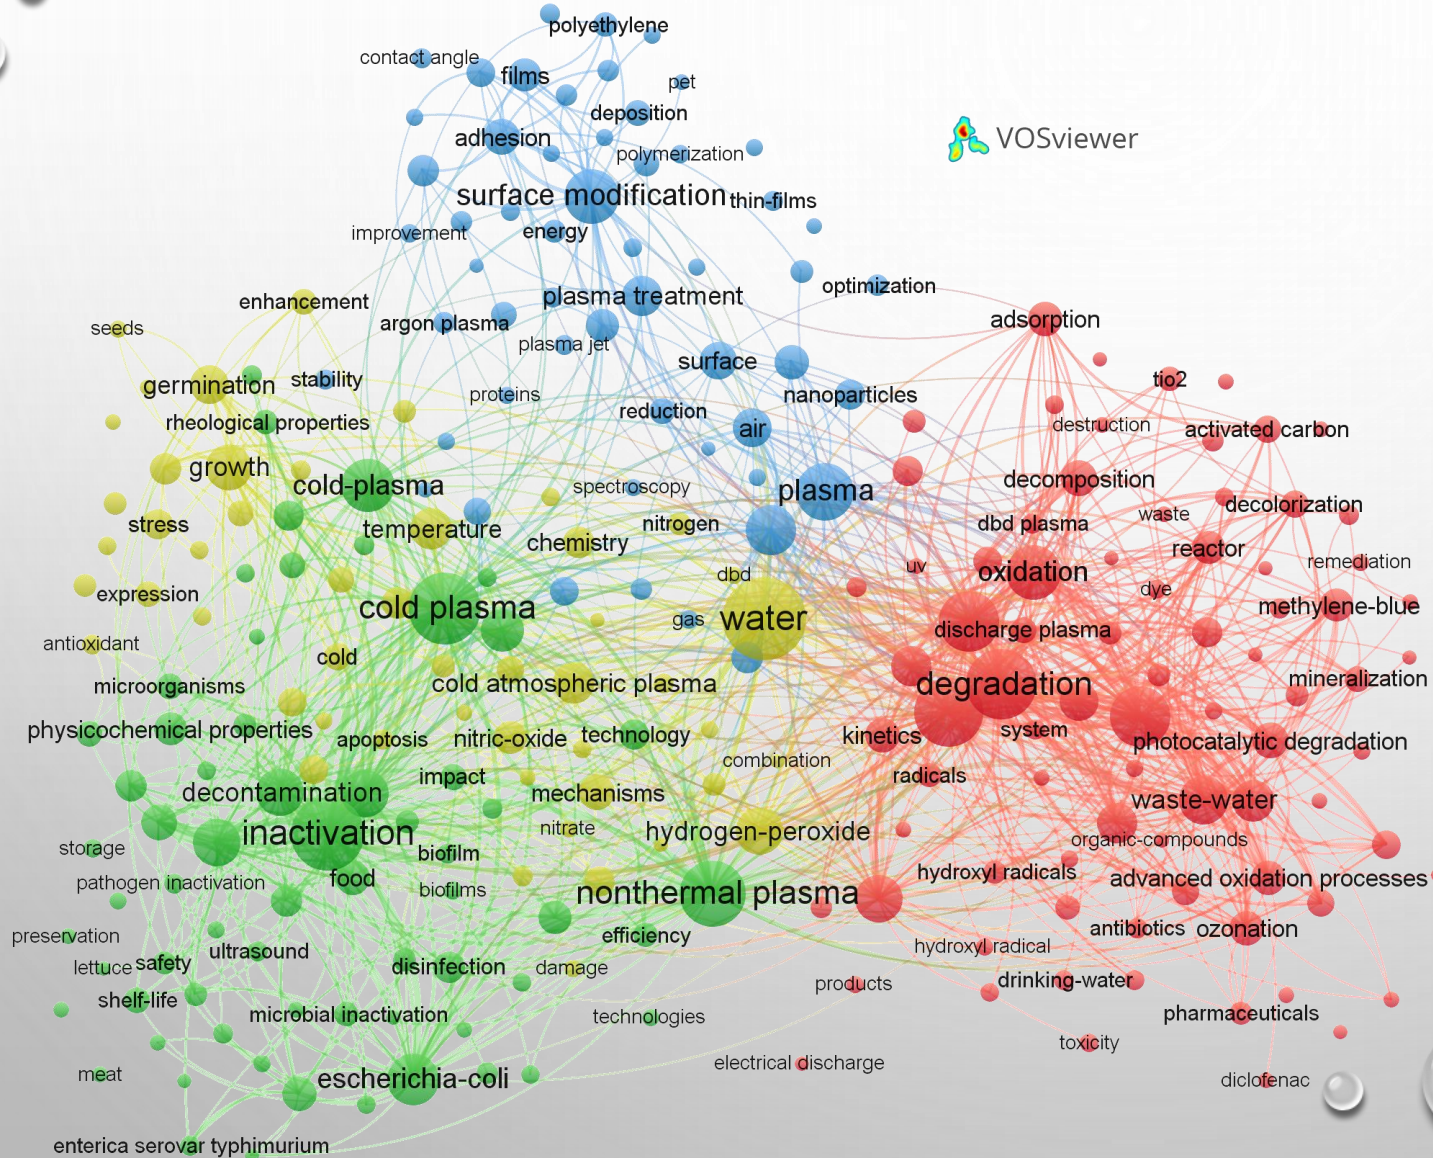 polyethylene
contact angle
films
pet
deposition
adhesion
polymerization
VOSviewer
surface modification
thin-films
improvement
energy
optimization
enhancement
plasma treatment
argon plasma
adsorption
seeds
plasma jet
surface
germination
stability
tio2
proteins
nanoparticles
reduction
rheological properties
air
destruction
activated carbon
growth
cold-plasma
spectroscopy
plasma
decomposition
decolorization
stress
temperature
nitrogen
dbd plasma
waste
chemistry
reactor
remediation
dbd
uv
oxidation
expression
dye
cold plasma
methylene-blue
gas
water
discharge plasma
antioxidant
cold
microorganisms
cold atmospheric plasma
degradation
mineralization
physicochemical properties
apoptosis
nitric-oxide
technology
kinetics
system
photocatalytic degradation
combination
impact
radicals
decontamination
mechanisms
waste-water
inactivation
nitrate
hydrogen-peroxide
organic-compounds
storage
biofilm
pathogen inactivation
food
biofilms
nonthermal plasma
hydroxyl radicals
advanced oxidation processes
preservation
efficiency
antibiotics
ozonation
ultrasound
hydroxyl radical
lettuce
safety
disinfection
damage
products
drinking-water
shelf-life
microbial inactivation
technologies
pharmaceuticals
toxicity
electrical discharge
meat
escherichia-coli
diclofenac
enterica serovar typhimurium